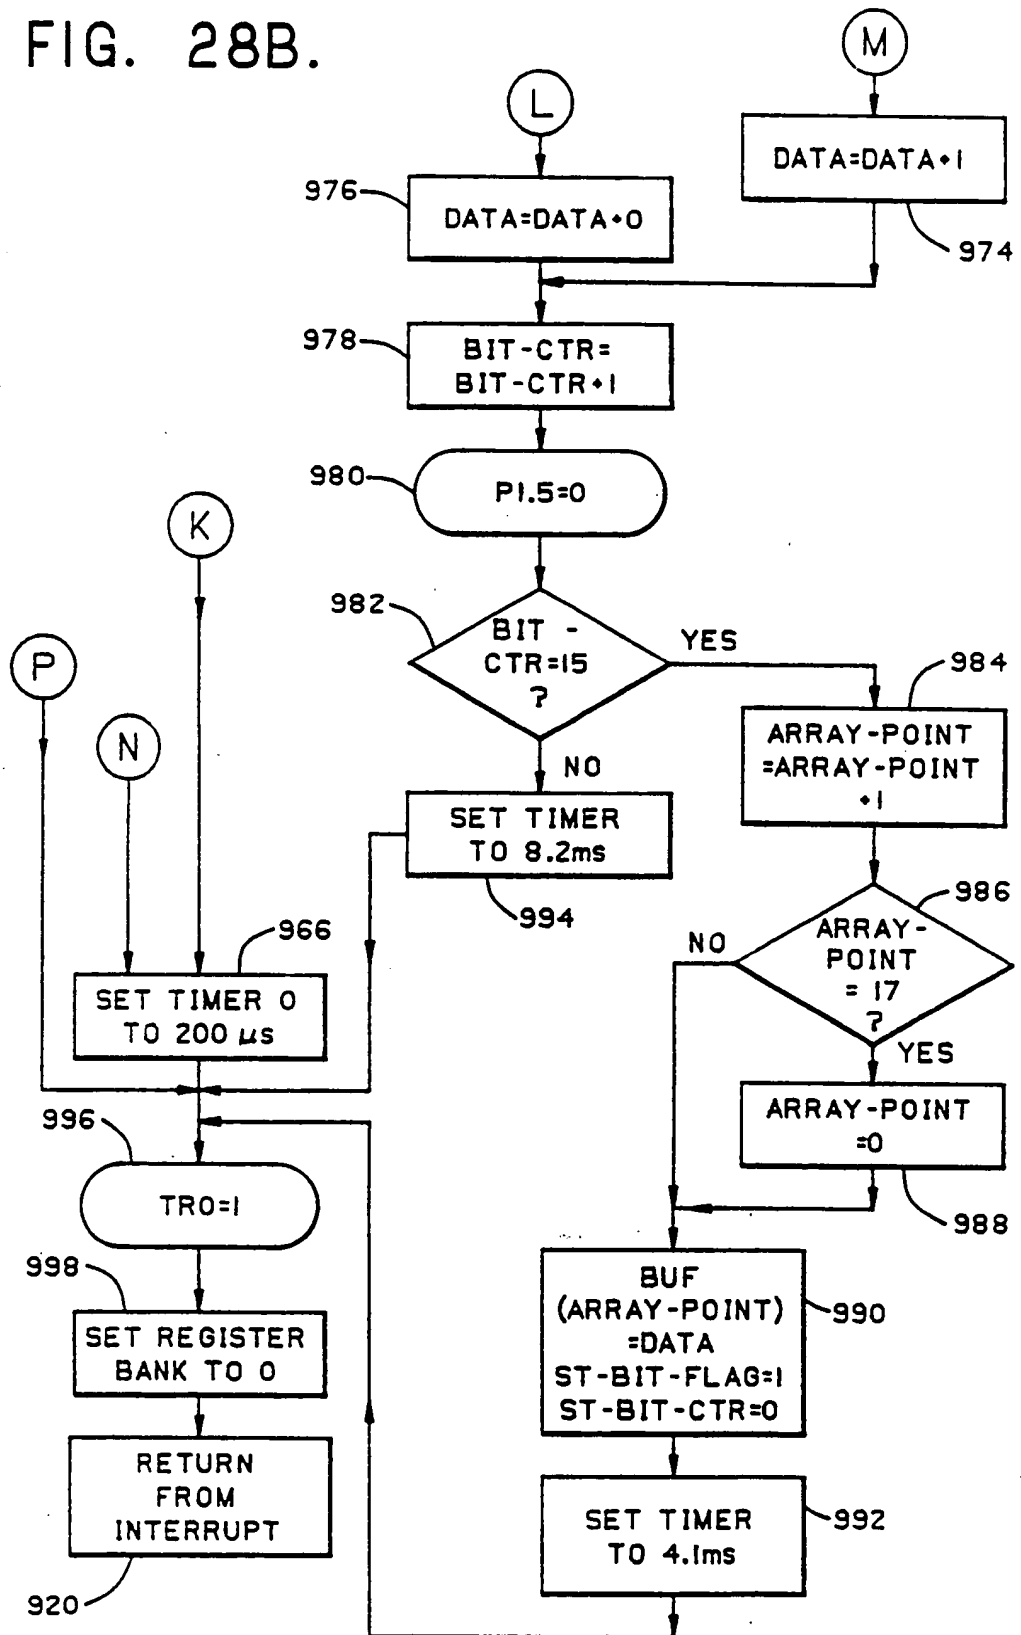 FIG. 28B.
M
L
DATA=DATA+1
974
976
DATA=DATA+0
978
BIT-CTR=
BIT-CTR+1
980
P1.5=0
K
982
BIT -
CTR=15
?
YES
NO
P
N
984
ARRAY-POINT
=ARRAY-POINT
+1
SET TIMER
TO 8.2ms
994
986
ARRAY-
POINT
= 17
?
NO
YES
966
SET TIMER 0
TO 200 µs
ARRAY-POINT
=0
988
996
TR0=1
998
SET REGISTER
BANK TO 0
BUF
(ARRAY-POINT)
=DATA
ST-BIT-FLAG=1
ST-BIT-CTR=0
990
RETURN
FROM
INTERRUPT
920
SET TIMER
TO 4.1ms
992